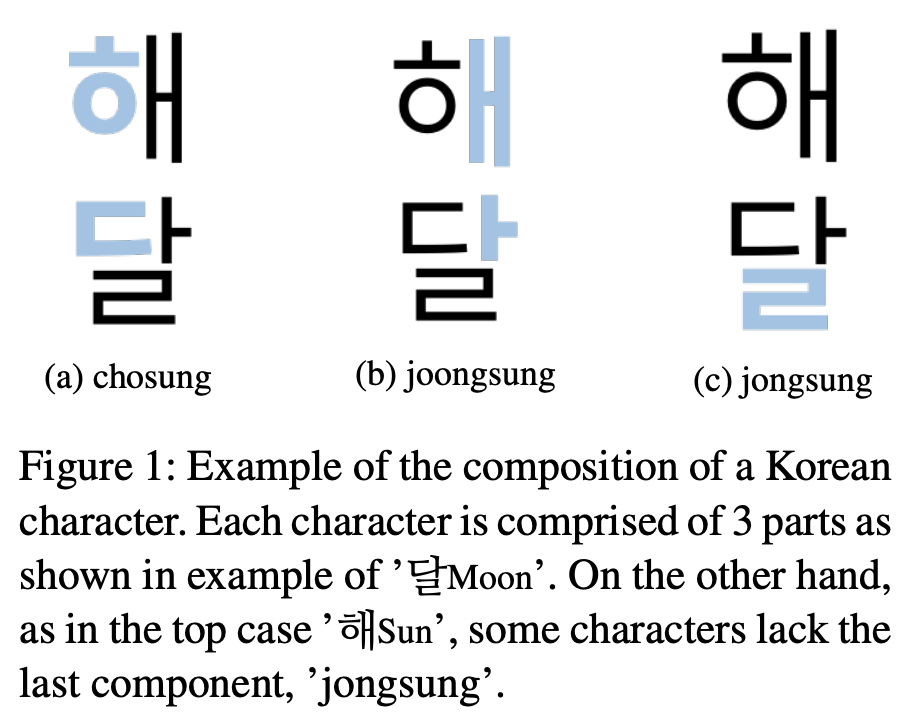 해 해 해
달 달 달
(a) chosung (b) joongsung (c) jongsung
Figure 1: Example of the composition of a Korean
character. Each character is comprised of 3 parts as
shown in example of ’달Moon’. On the other hand,
as in the top case ’해Sun’, some characters lack the
last component, ’jongsung’.